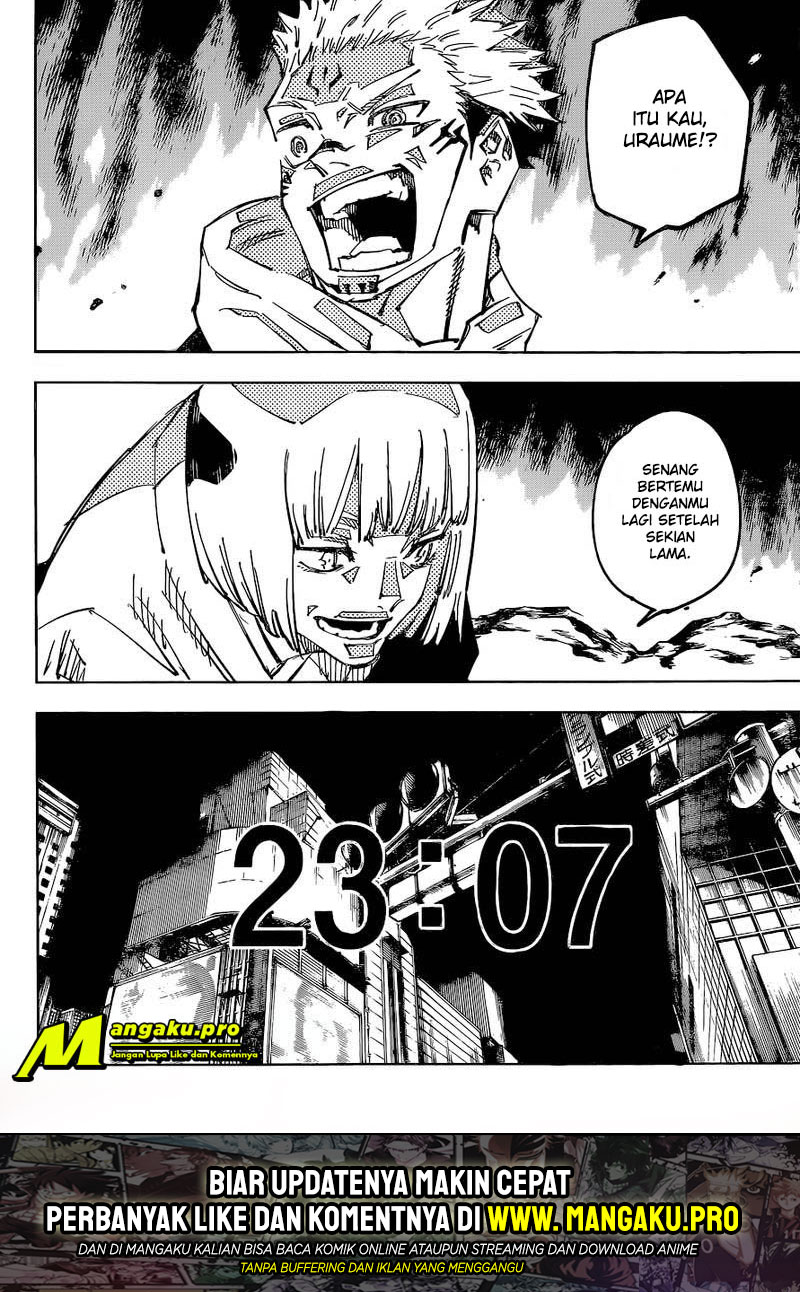 APA
ITU KAU,
URAUME!?
SENANG
BERTEMU
DENGANMU
LAGI SETELAH
SEKIAN
LAMA.
23:07
Mangaku.pro
Jangan Lupa Like dan Komennya
BIAR UPDATENYA MAKIN CEPAT
PERBANYAK LIKE DAN KOMENTNYA DI WWW. MANGAKU.PRO
DAN DI MANGAKU KALIAN BISA BACA KOMIK ONLINE ATAUPUN STREAMING DAN DOWNLOAD ANIME
TANPA BUFFERING DAN IKLAN YANG MENGGANGU